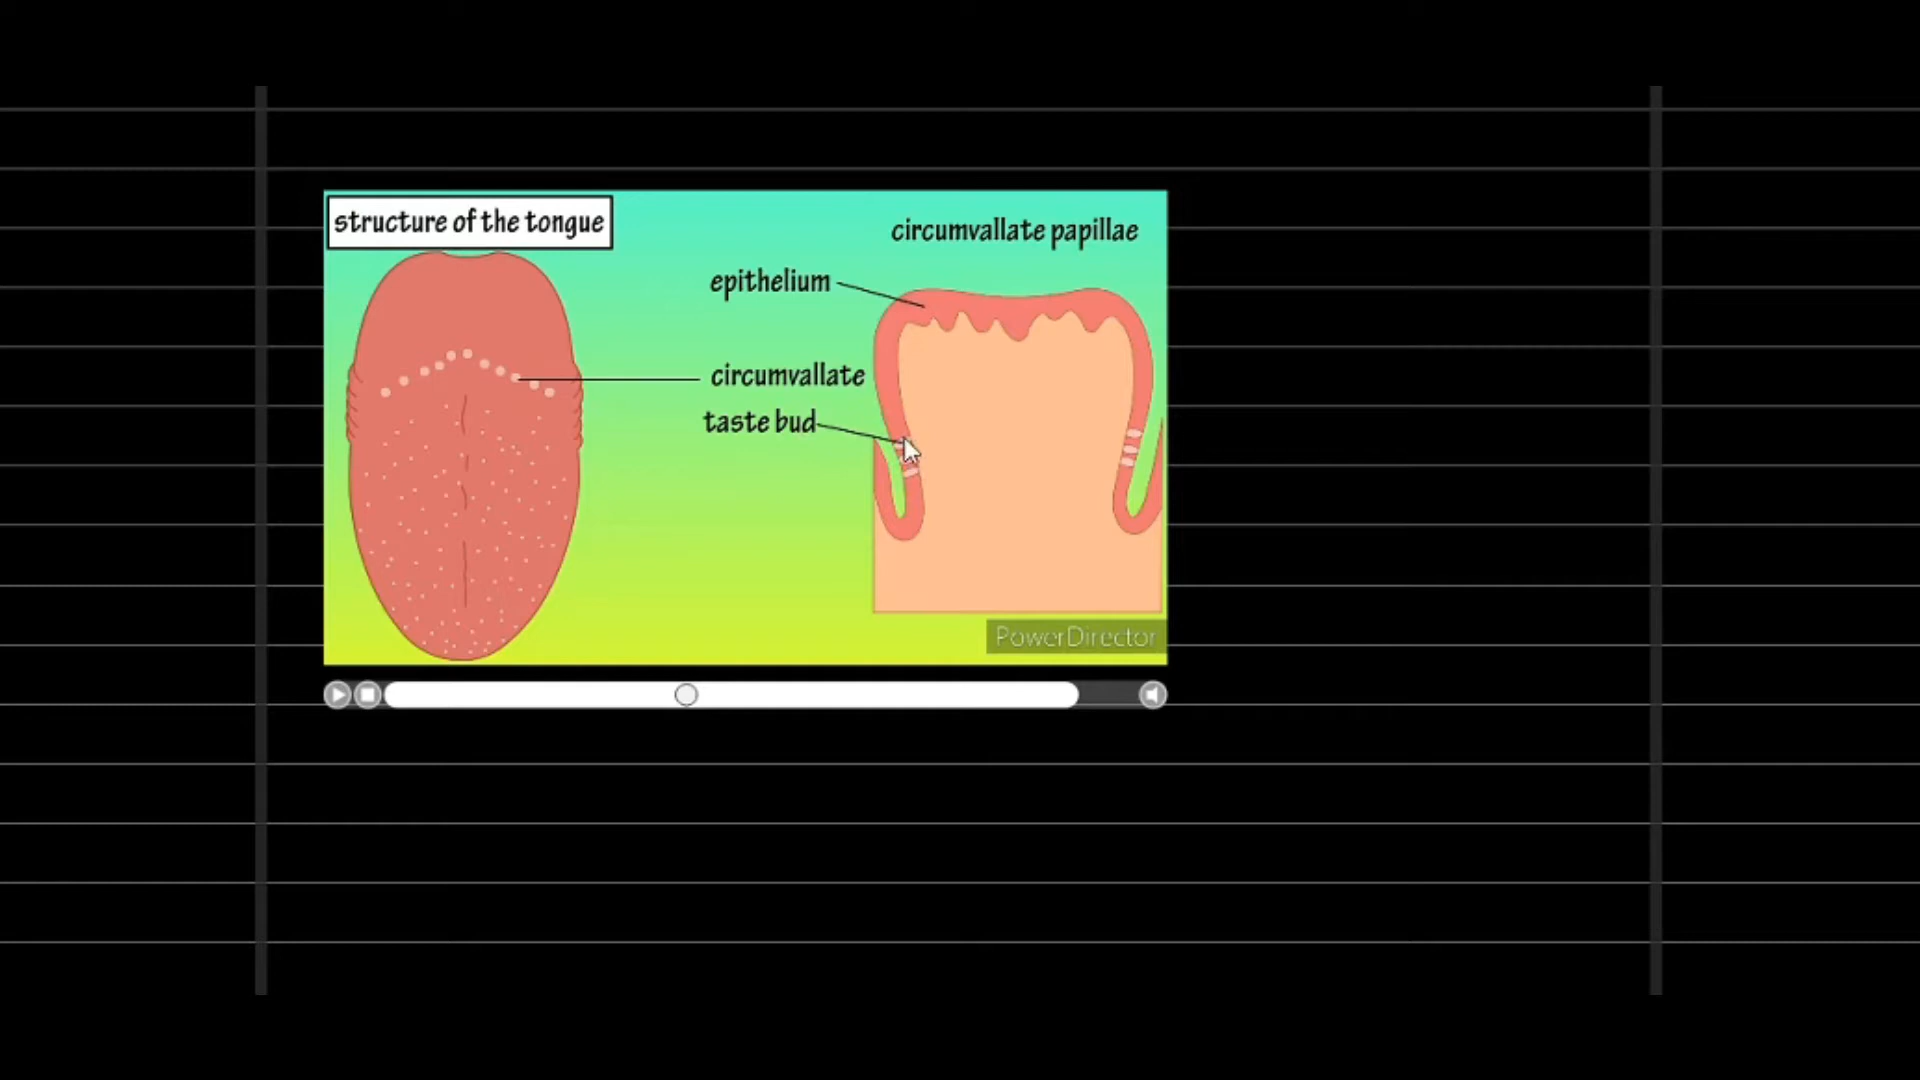 structure of the tongue
circumvallate papillae
epithelium
circumvallate
taste bud
PowerDirector